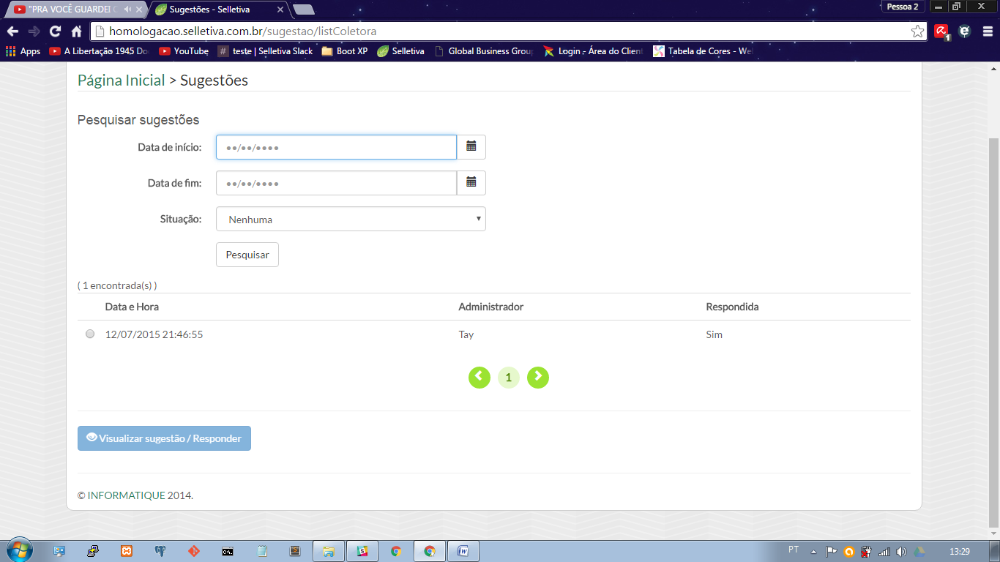 "PRA VOCÊ GUARDEI
Sugestões - Selletiva
Pessoa 2
homologacao.selletiva.com.br/sugestao/listColetora
1
Apps
A Libertação 1945 Do
YouTube
teste | Selletiva Slack
Boot XP
Selletiva
Global Business Grou
Login - Área do Client
Tabela de Cores - We
Página Inicial > Sugestões
Pesquisar sugestões
Data de início:
••/••/••••
Data de fim:
••/••/••••
Situação:
Nenhuma
Pesquisar
( 1 encontrada(s) )
Data e Hora Administrador Respondida
12/07/2015 21:46:55 Tay Sim
1
Visualizar sugestão / Responder
© INFORMATIQUE 2014.
PT
13:29